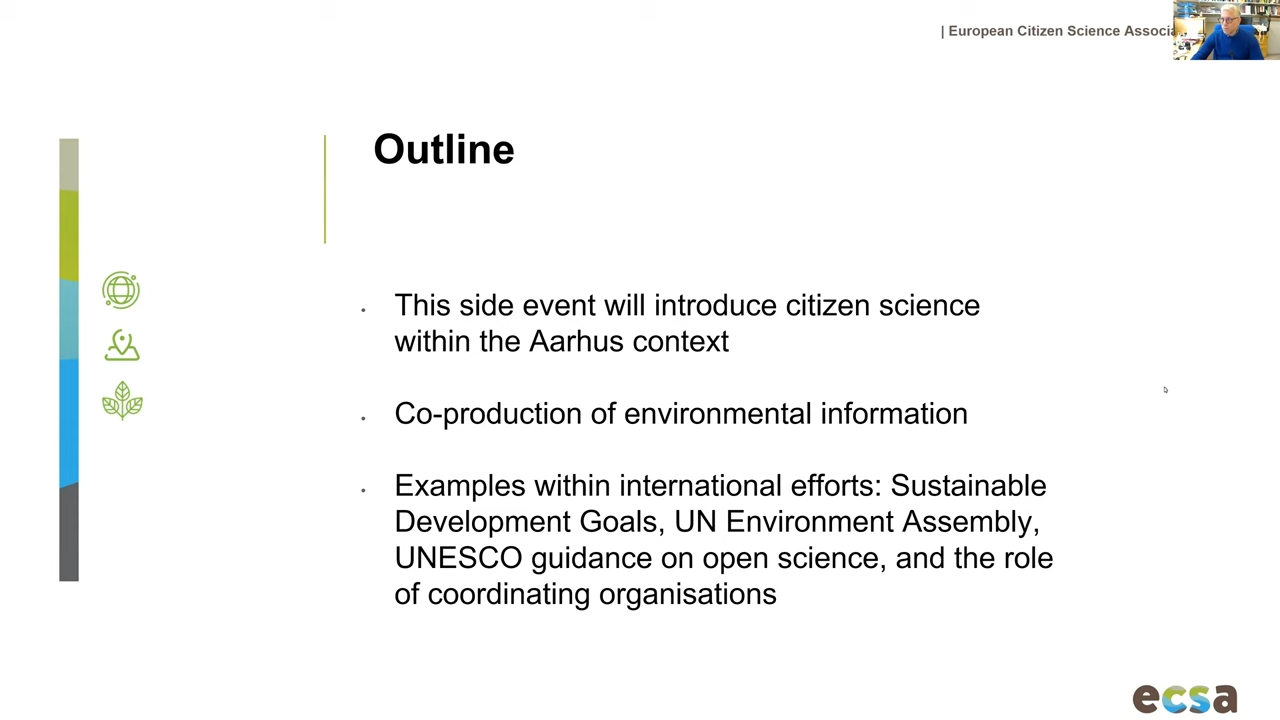 | European Citizen Science
Outline
• This side event will introduce citizen science
within the Aarhus context
• Co-production of environmental information
• Examples within international efforts: Sustainable
Development Goals, UN Environment Assembly,
UNESCO guidance on open science, and the role
of coordinating organisations
ecsa